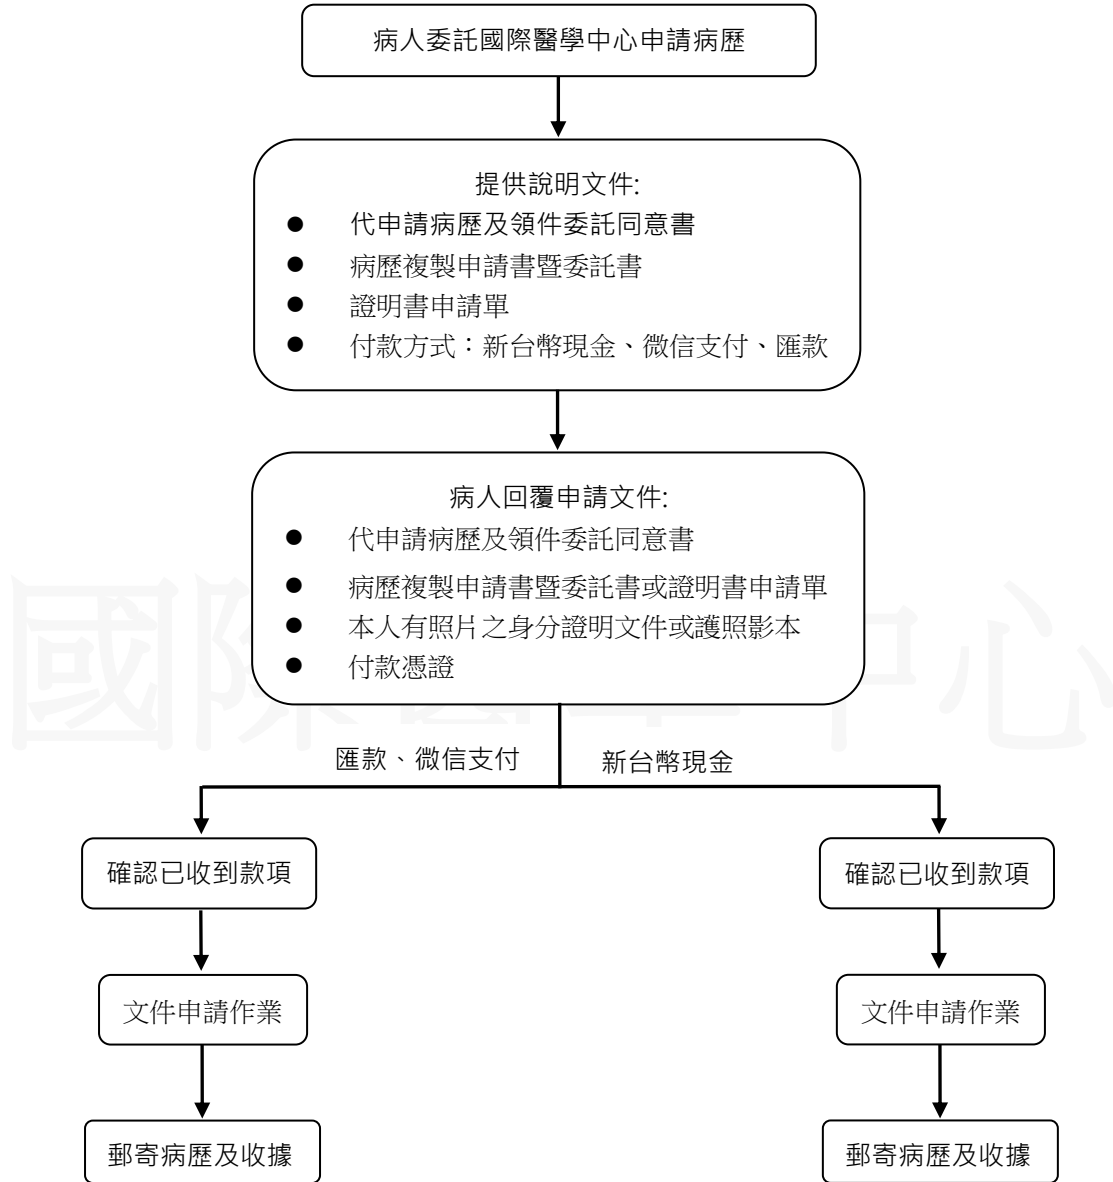 病人委託國際醫學中心申請病歷
提供說明文件:
● 代申請病歷及領件委託同意書
● 病歷複製申請書暨委託書
● 證明書申請單
● 付款方式：新台幣現金、微信支付、匯款
病人回覆申請文件:
● 代申請病歷及領件委託同意書
● 病歷複製申請書暨委託書或證明書申請單
● 本人有照片之身分證明文件或護照影本
● 付款憑證
國際醫學中心
匯款、微信支付
新台幣現金
確認已收到款項
確認已收到款項
文件申請作業
文件申請作業
郵寄病歷及收據
郵寄病歷及收據